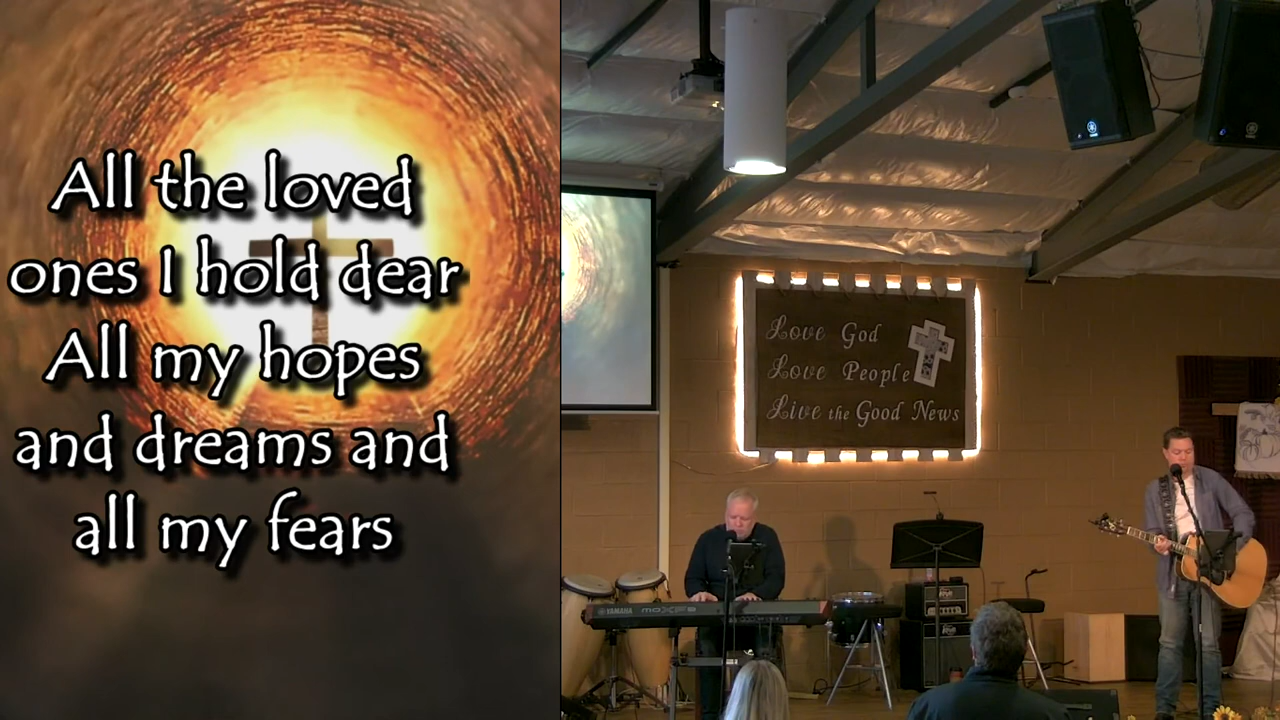 All the loved
ones I hold dear
All my hopes
and dreams and
all my fears
Love God
Love People
Live the Good News
YAMAHA MOXF8